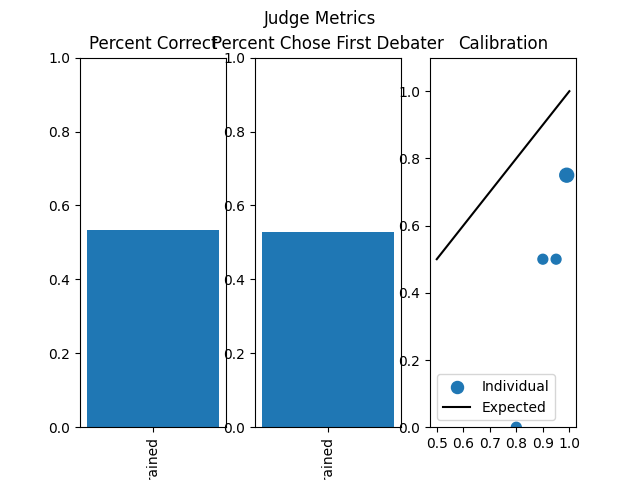 Judge Metrics
Percent Correct
Percent Chose First Debater
Calibration
1.0
0.8
0.6
0.4
0.2
0.0
rained
1.0
0.8
0.6
0.4
0.2
0.0
rained
1.0
0.8
0.6
0.4
0.2
0.0
Individual
Expected
0.5 0.6 0.7 0.8 0.9 1.0